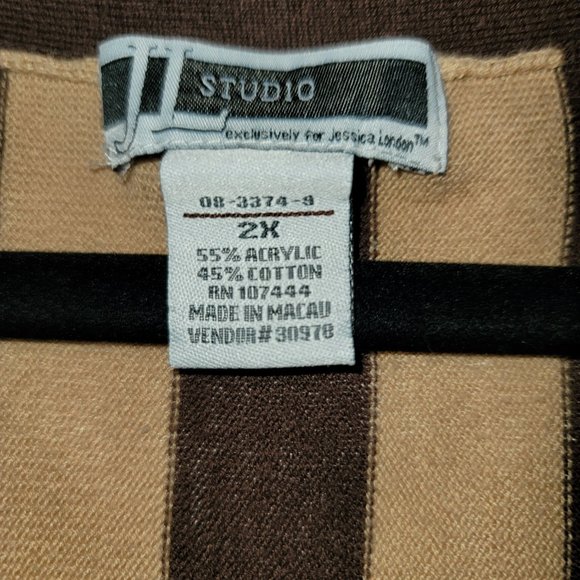 JL STUDIO
exclusively for Jessica London™
08-3374-9
2X
55% ACRYLIC
45% COTTON
RN 107444
MADE IN MACAU
VENDOR# 30978